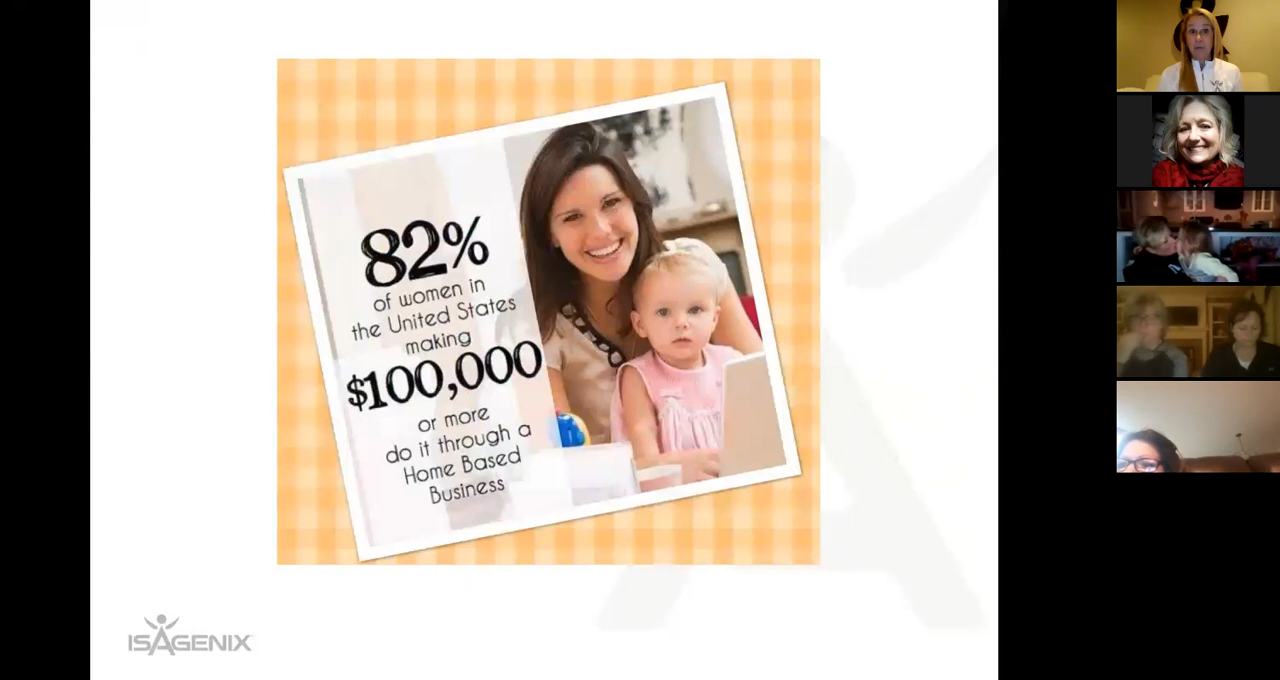 82%
of women in
the United States
making
$100,000
or more
do it through a
Home Based
Business
ISAGENIX